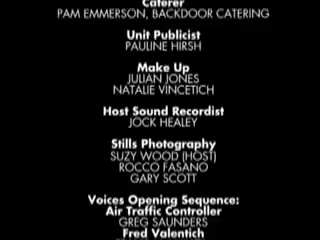 Caterer
PAM EMMERSON, BACKDOOR CATERING
Unit Publicist
PAULINE HIRSH
Make Up
JULIAN JONES
NATALIE VINCETICH
Host Sound Recordist
JOCK HEALEY
Stills Photography
SUZY WOOD (HOST)
ROCCO FASANO
GARY SCOTT
Voices Opening Sequence:
Air Traffic Controller
GREG SAUNDERS
Fred Valentich